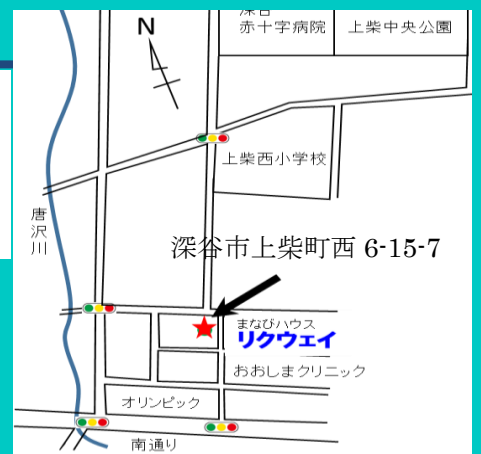 N
深谷
赤十字病院
上柴中央公園
上柴西小学校
唐沢川
深谷市上柴町西 6-15-7
まなびハウス
リクウェイ
おおしまクリニック
オリンピック
南通り